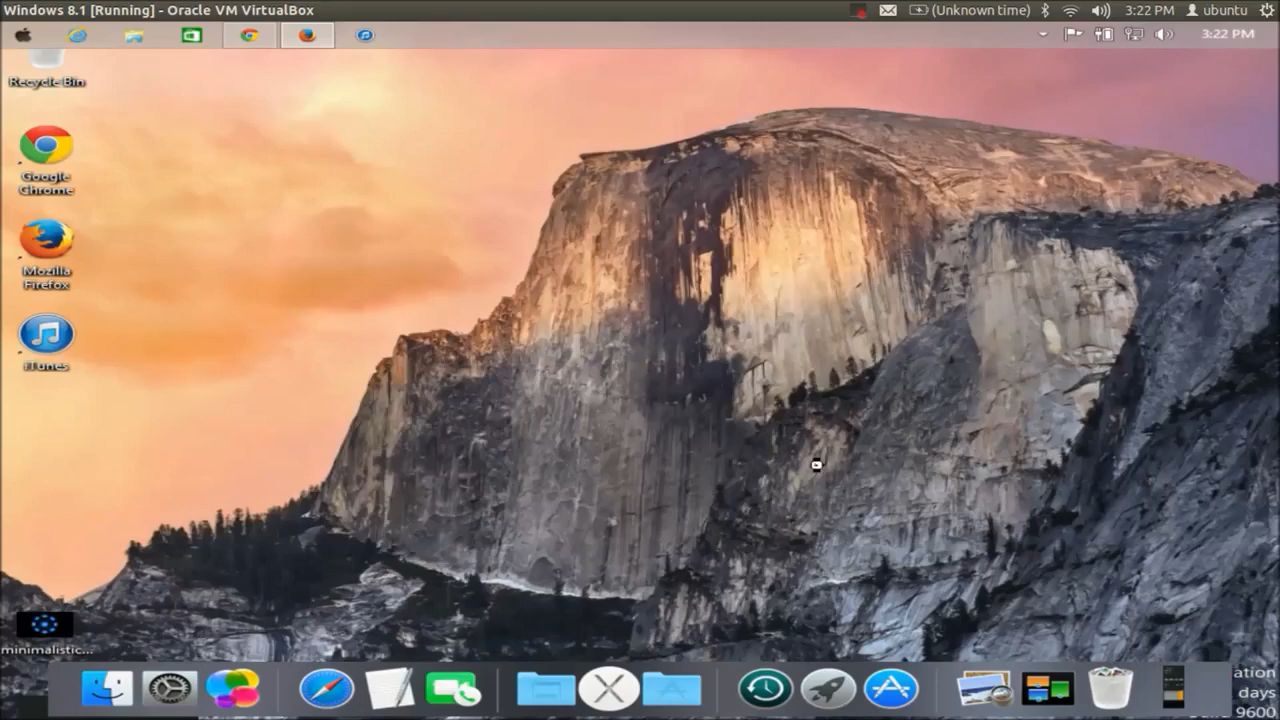 Windows 8.1 [Running] - Oracle VM VirtualBox
(Unknown time)
3:22 PM
ubuntu
3:22 PM
Recycle Bin
Google
Chrome
Mozilla
Firefox
iTunes
minimalistic...
ation
days
9600